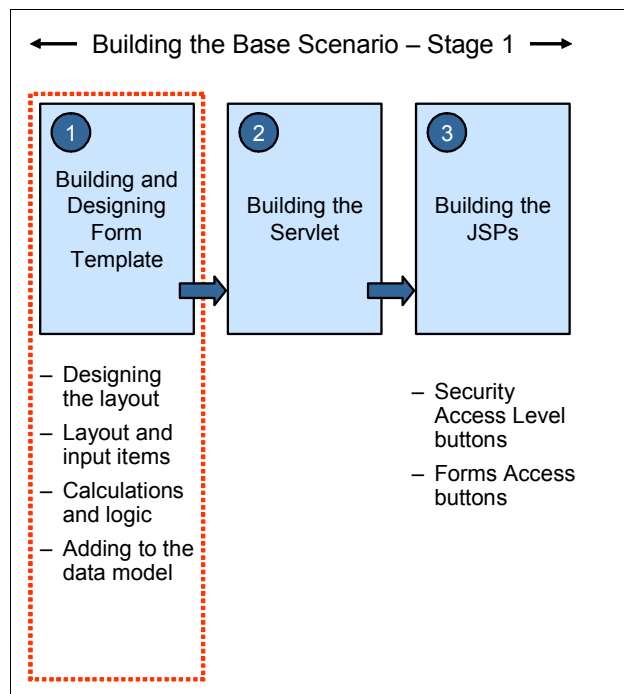 Building the Base Scenario – Stage 1
1
Building and
Designing
Form
Template
2
Building the
Servlet
3
Building the
JSPs
– Designing
the layout
– Layout and
input items
– Calculations
and logic
– Adding to the
data model
– Security
Access Level
buttons
– Forms Access
buttons